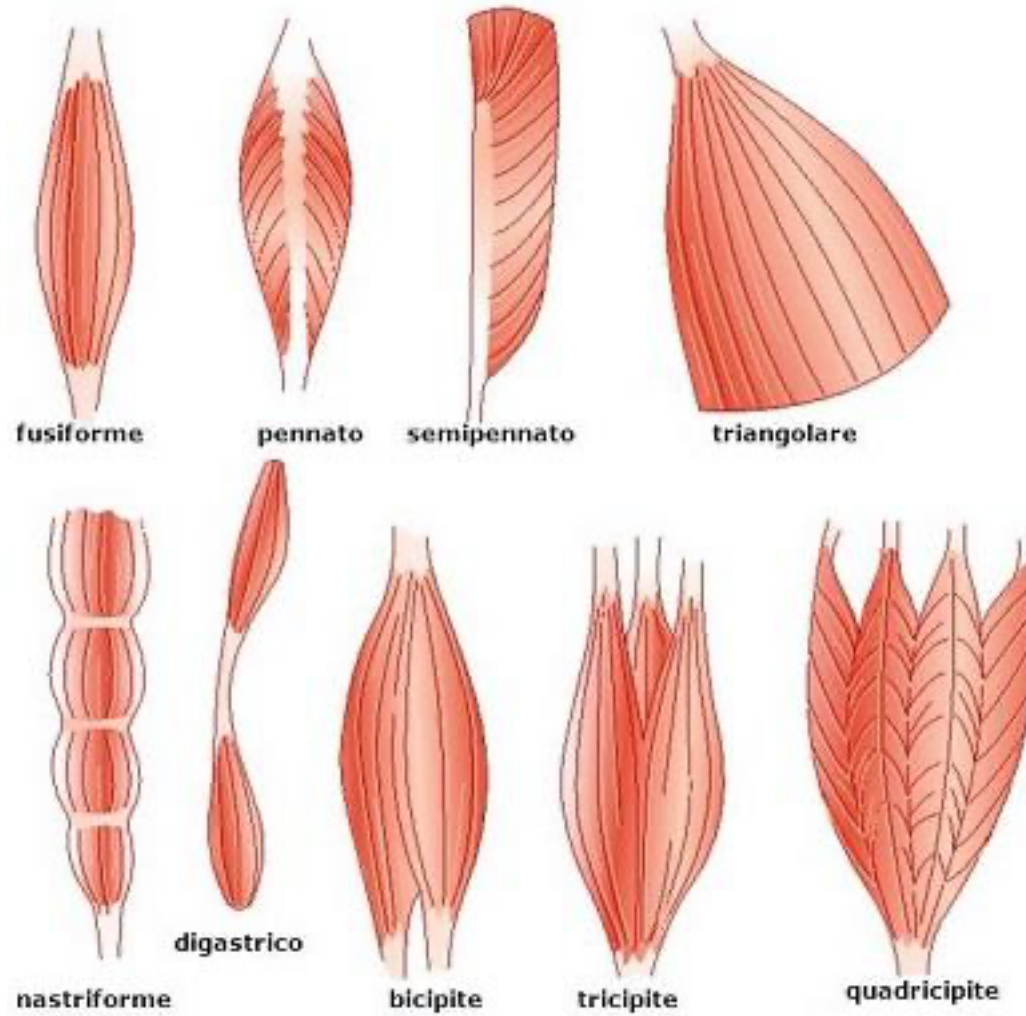 fusiforme
pennato
semipennato
triangolare
digastrico
nastriforme
bicipite
tricipite
quadricipite